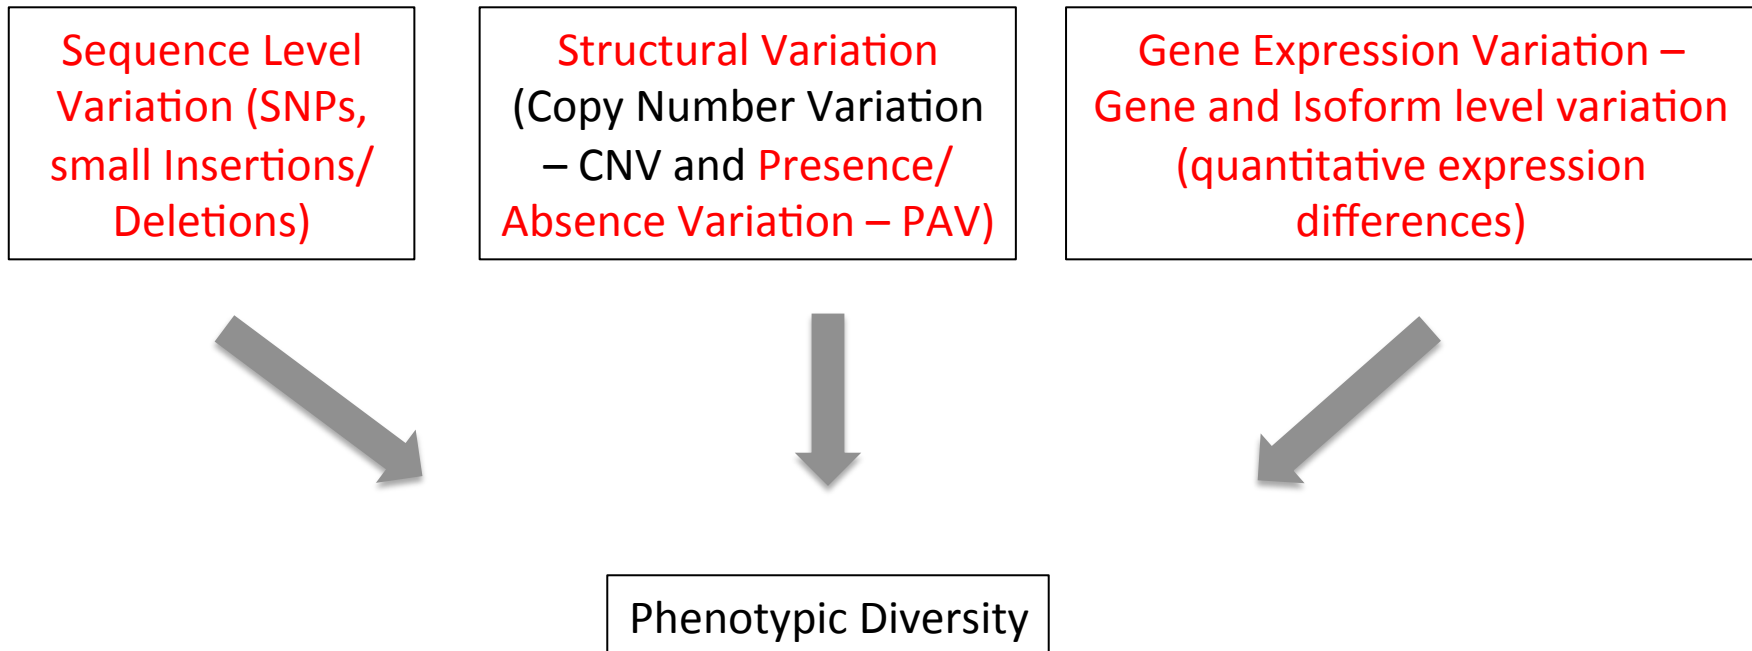 Sequence Level
Variation (SNPs,
small Insertions/
Deletions)
Structural Variation
(Copy Number Variation
– CNV and Presence/
Absence Variation – PAV)
Gene Expression Variation –
Gene and Isoform level variation
(quantitative expression
differences)
Phenotypic Diversity